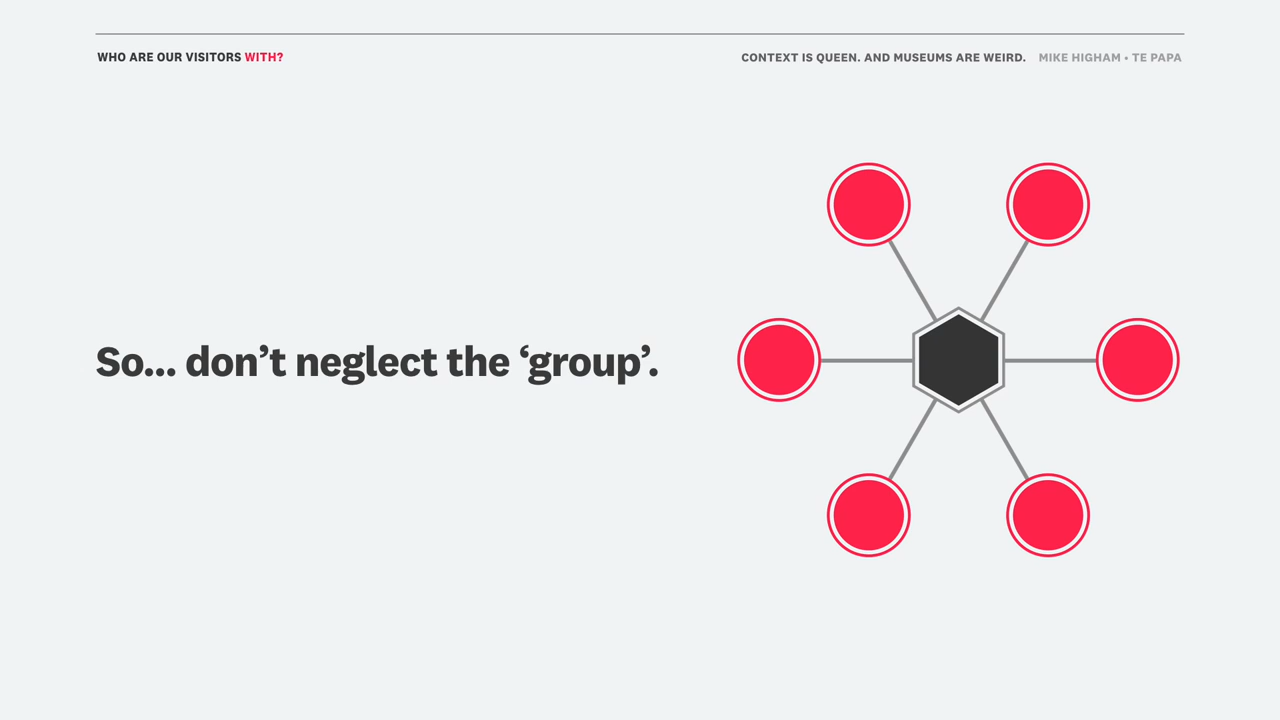 WHO ARE OUR VISITORS WITH?
CONTEXT IS QUEEN. AND MUSEUMS ARE WEIRD. MIKE HIGHAM • TE PAPA
So... don’t neglect the ‘group’.